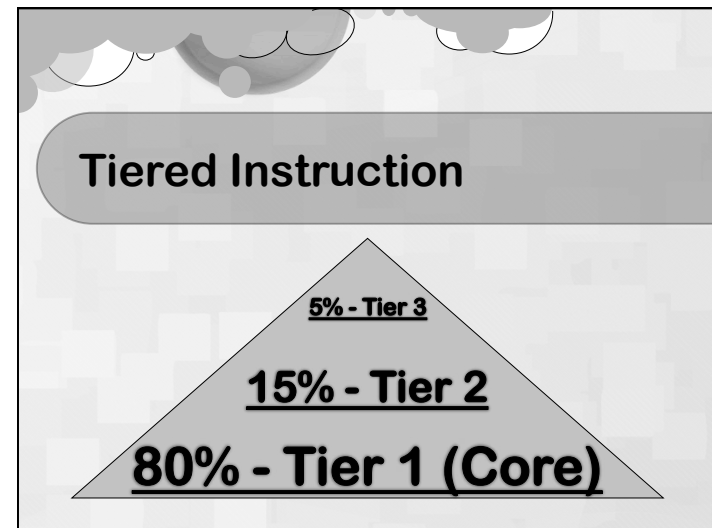 Tiered Instruction
5% - Tier 3
15% - Tier 2
80% - Tier 1 (Core)